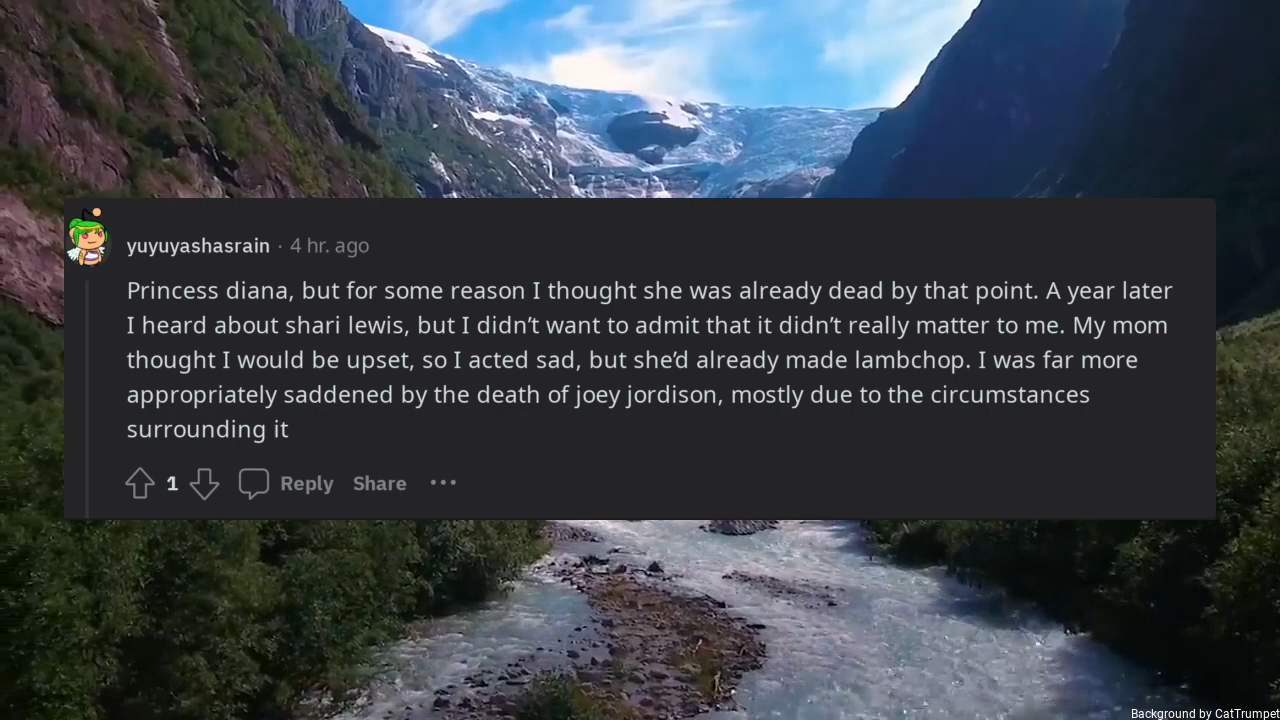 yuyuyashasrain · 4 hr. ago
Princess diana, but for some reason I thought she was already dead by that point. A year later
I heard about shari lewis, but I didn’t want to admit that it didn’t really matter to me. My mom
thought I would be upset, so I acted sad, but she’d already made lambchop. I was far more
appropriately saddened by the death of joey jordison, mostly due to the circumstances
surrounding it
1 Reply Share
Background by CatTrumpet